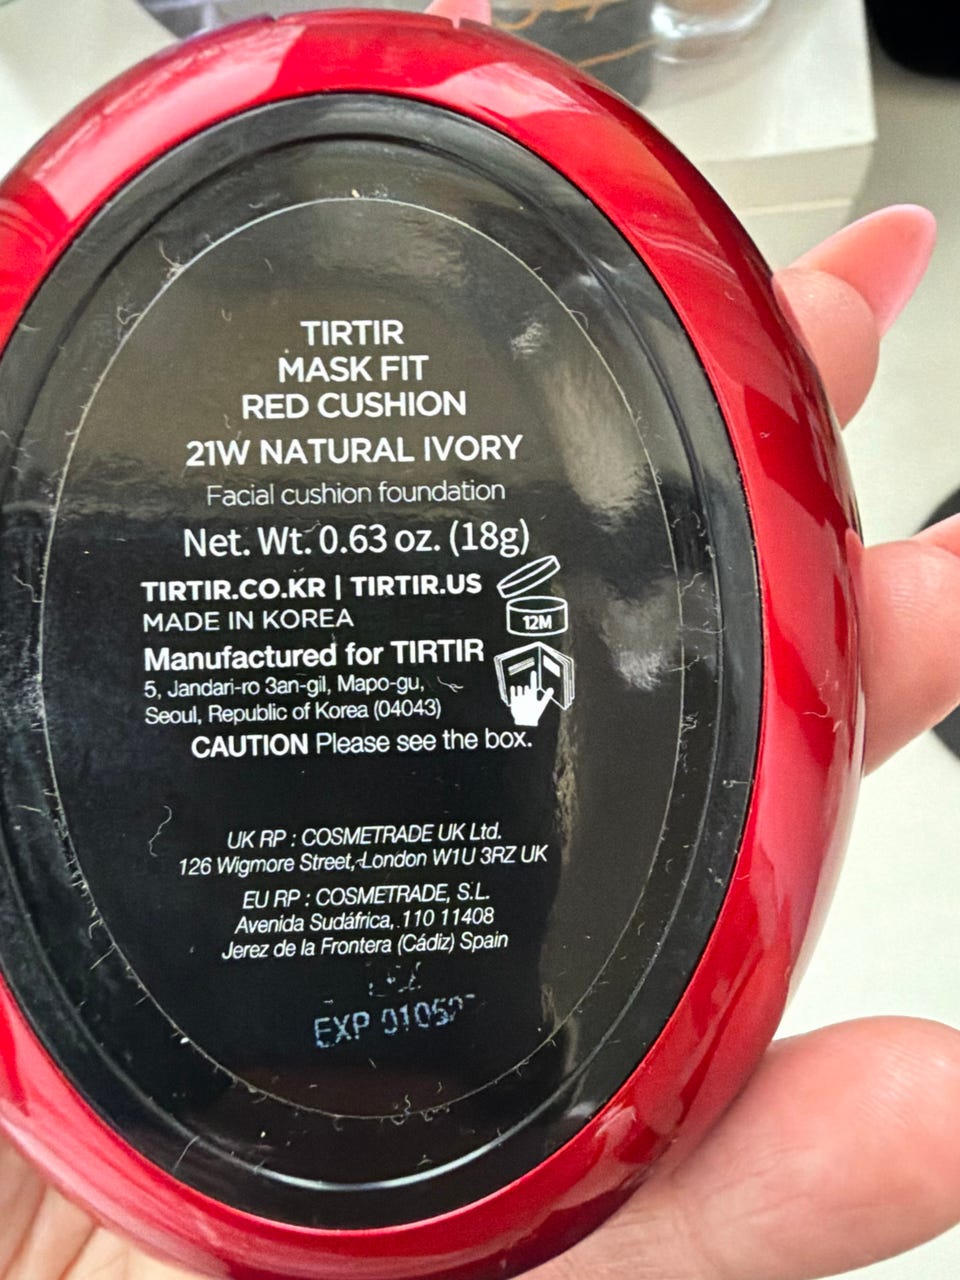 TIRTIR
MASK FIT
RED CUSHION
21W NATURAL IVORY
Facial cushion foundation
Net. Wt. 0.63 oz. (18g)
TIRTIR.CO.KR | TIRTIR.US
12M
MADE IN KOREA
Manufactured for TIRTIR
5, Jandari-ro 3an-gil, Mapo-gu,
Seoul, Republic of Korea (04043)
CAUTION Please see the box.
UK RP : COSMETRADE UK Ltd.
126 Wigmore Street, London W1U 3RZ UK
EU RP : COSMETRADE, S.L.
Avenida Sudáfrica, 110 11408
Jerez de la Frontera (Cádiz) Spain
EXP